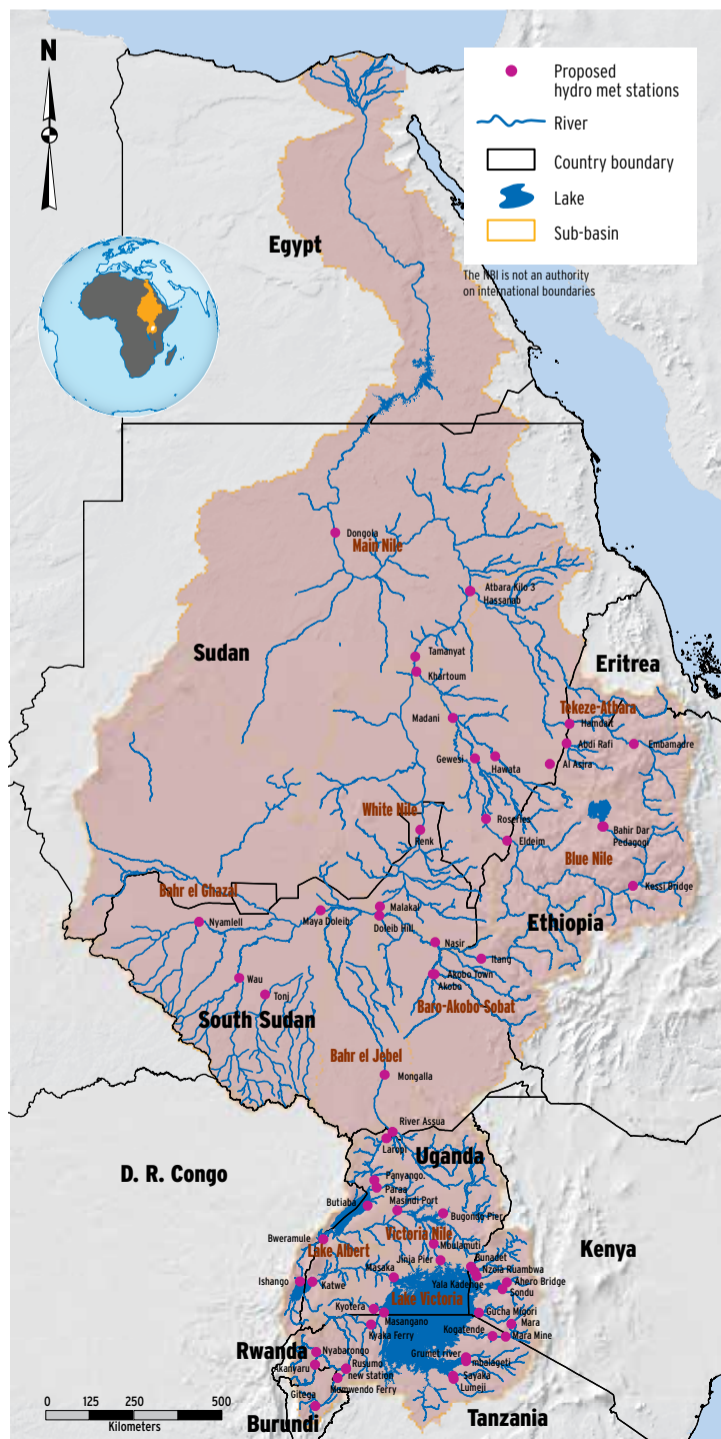 N
Proposed
hydro met stations
River
Country boundary
Lake
Sub-basin
The NBI is not an authority
on international boundaries
Egypt
Dongola
Main Nile
Atbara Kilo 3
Hassanab
Sudan
Tamanyat
Khartoum
Eritrea
Tekeze-Atbara
Madani
Hamdait
Abdi Rafi
Embamadre
Gewesi
Hawata
Al Asira
White Nile
Roseries
Renk
Eldeim
Bahir Dar
Pedagogi
Blue Nile
Kessi Bridge
Bahr el Ghazal
Malakal
Maya Doleib
Doleib Hill
Nyamlell
Ethiopia
Nasir
Itang
Wau
Akobo Town
Akobo
Tonj
Baro-Akobo-Sobat
South Sudan
Bahr el Jebel
Mongalla
River Assua
Laropi
Uganda
D. R. Congo
Panyango.
Paraa
Masindi Port
Butiaba
Bugondo Pier
Victoria Nile
Bweramule
Mbulamuti
Lake Albert
Kenya
Jinja Pier
Bunadet
Masaka
Nzoia Ruambwa
Ishango
Katwe
Yala Kadenge
Ahero Bridge
Sondu
Lake Victoria
Kyotera
Masangano
Gucha Migori
Kyaka Ferry
Kogatende
Mara
Mara Mine
Rwanda
Nyabarongo
Grumet river
mbalageti
Akanyaru
Rusumo
new station
Sayaka
Mumwendo Ferry
Lumeji
Gitega
Burundi
Tanzania
0 125 250 500
Kilometers